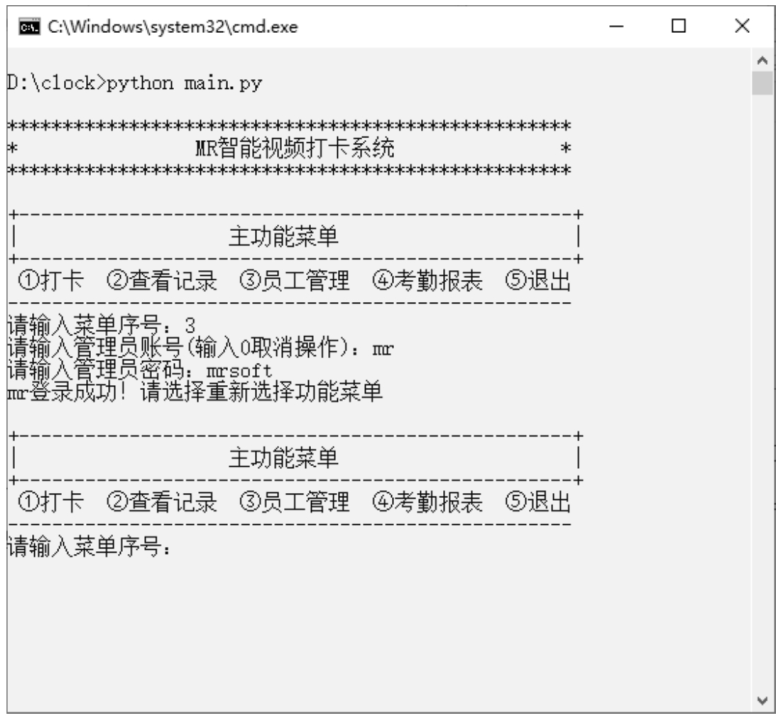 C:\Windows\system32\cmd.exe
D:\clock>python main.py
***************************************************
* MR智能视频打卡系统 *
***************************************************
+--------------------------------------------------+
| 主功能菜单 |
+--------------------------------------------------+
①打卡 ②查看记录 ③员工管理 ④考勤报表 ⑤退出
---------------------------------------------------
请输入菜单序号：3
请输入管理员账号(输入0取消操作)：mr
请输入管理员密码：mrsoft
mr登录成功！请选择重新选择功能菜单
+--------------------------------------------------+
| 主功能菜单 |
+--------------------------------------------------+
①打卡 ②查看记录 ③员工管理 ④考勤报表 ⑤退出
---------------------------------------------------
请输入菜单序号：